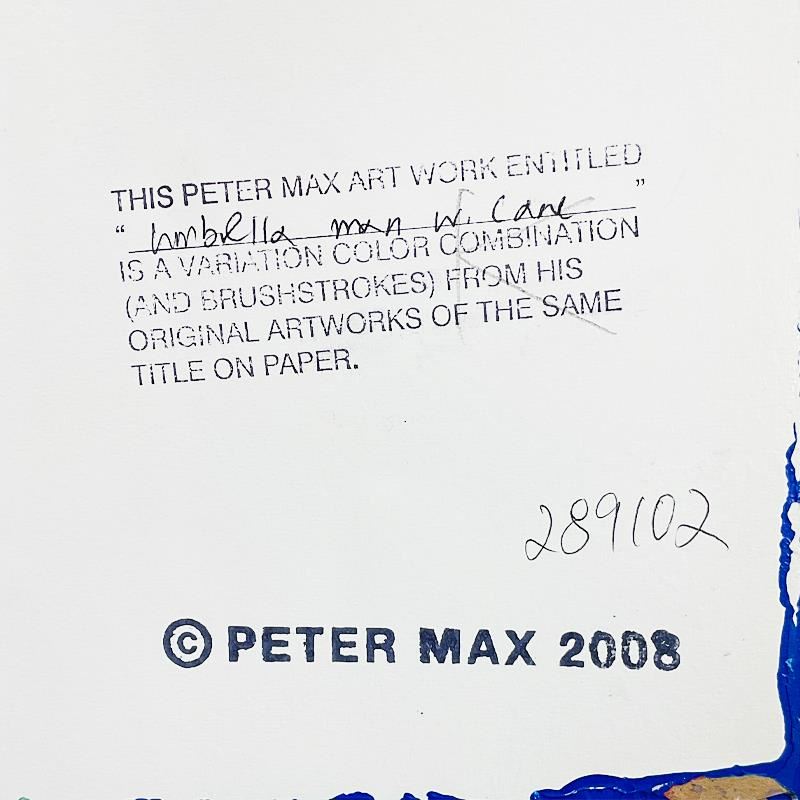 THIS PETER MAX ART WORK ENTITLED
“ Umbrella man w. Cane ”
IS A VARIATION COLOR COMBINATION
(AND BRUSHSTROKES) FROM HIS
ORIGINAL ARTWORKS OF THE SAME
TITLE ON PAPER.
289102
© PETER MAX 2008